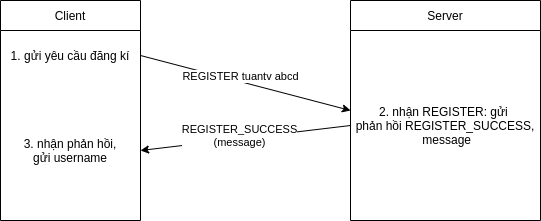 Client
Server
1. gửi yêu cầu đăng kí
REGISTER tuantv abcd
2. nhận REGISTER: gửi
phản hồi REGISTER_SUCCESS,
message
REGISTER_SUCCESS
(message)
3. nhận phản hồi,
gửi username